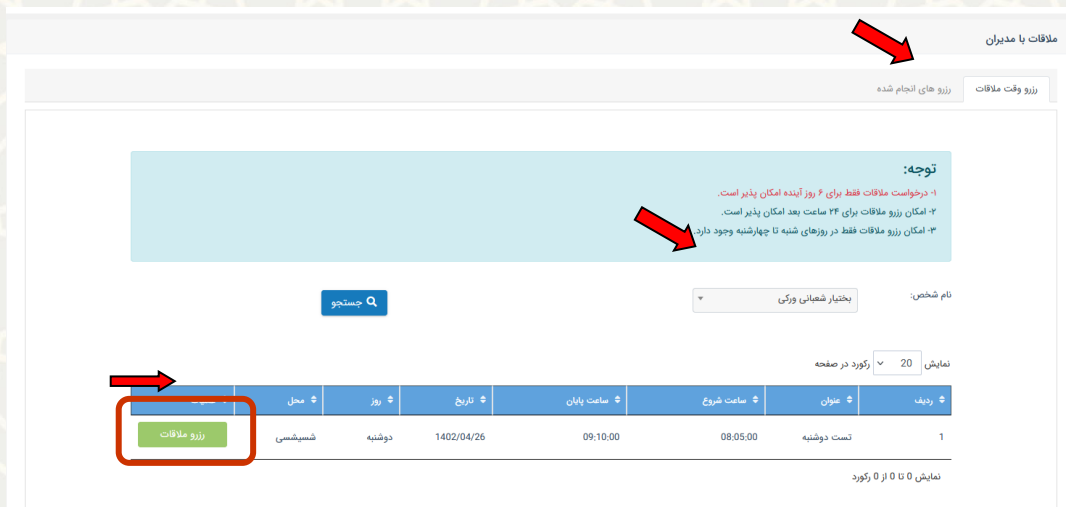 ملاقات با مدیران
رزرو وقت ملاقات
رزرو های انجام شده
توجه:
۱- درخواست ملاقات فقط برای ۶ روز آینده امکان پذیر است.
۲- امکان رزرو ملاقات برای ۲۴ ساعت بعد امکان پذیر است.
۳- امکان رزرو ملاقات فقط در روزهای شنبه تا چهارشنبه وجود دارد.
نام شخص: بختیار شعبانی ورکی جستجو
نمایش 20 رکورد در صفحه
ردیف عنوان ساعت شروع ساعت پایان تاریخ روز محل
1 تست دوشنبه 08:05:00 09:10:00 1402/04/26 دوشنبه شسیشسی رزرو ملاقات
نمایش 0 تا 0 از 0 رکورد